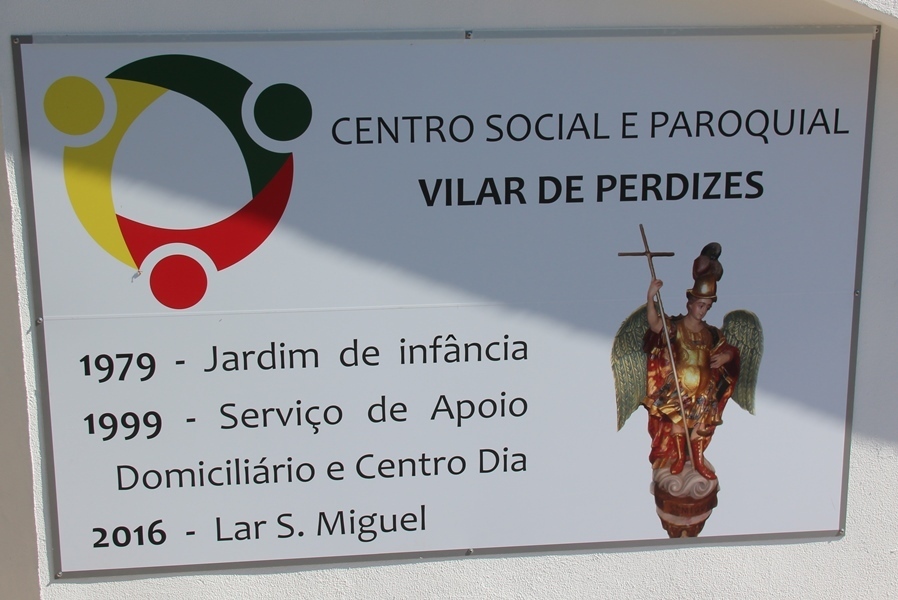 CENTRO SOCIAL E PAROQUIAL
VILAR DE PERDIZES
1979 - Jardim de infância
1999 - Serviço de Apoio
Domiciliário e Centro Dia
2016 - Lar S. Miguel